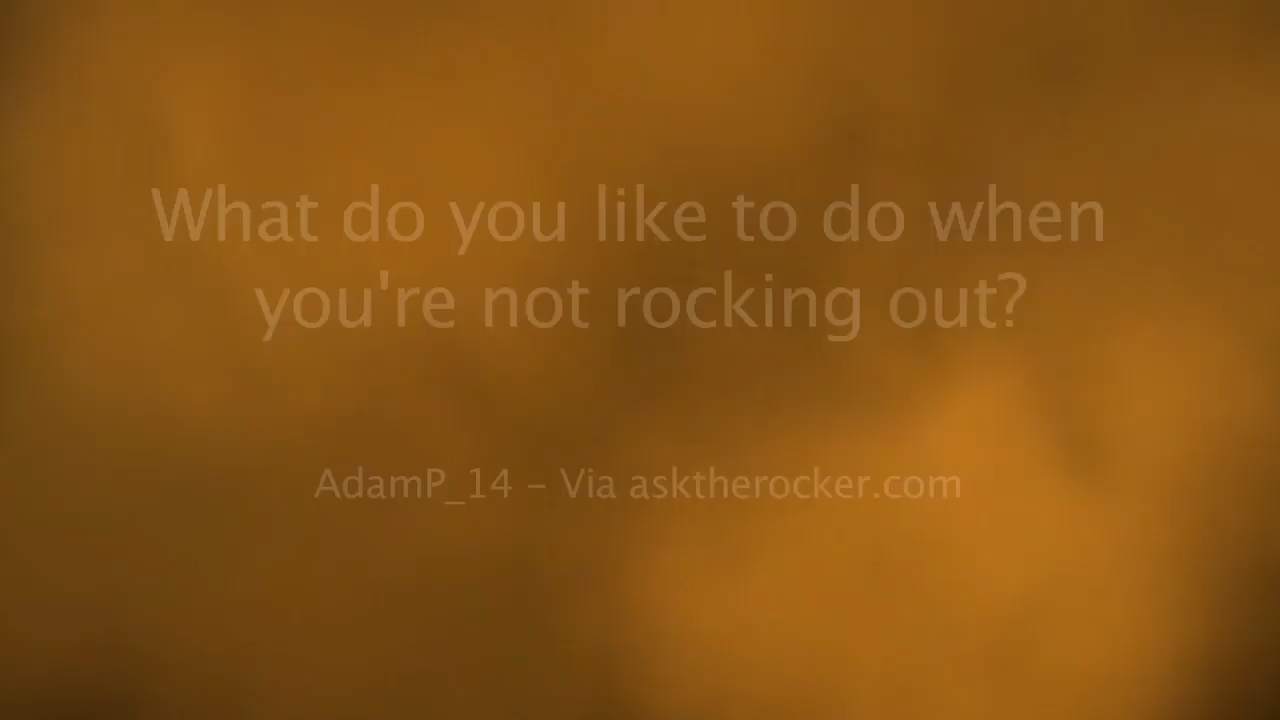 What do you like to do when
you're not rocking out?
AdamP_14 - Via asktherocker.com